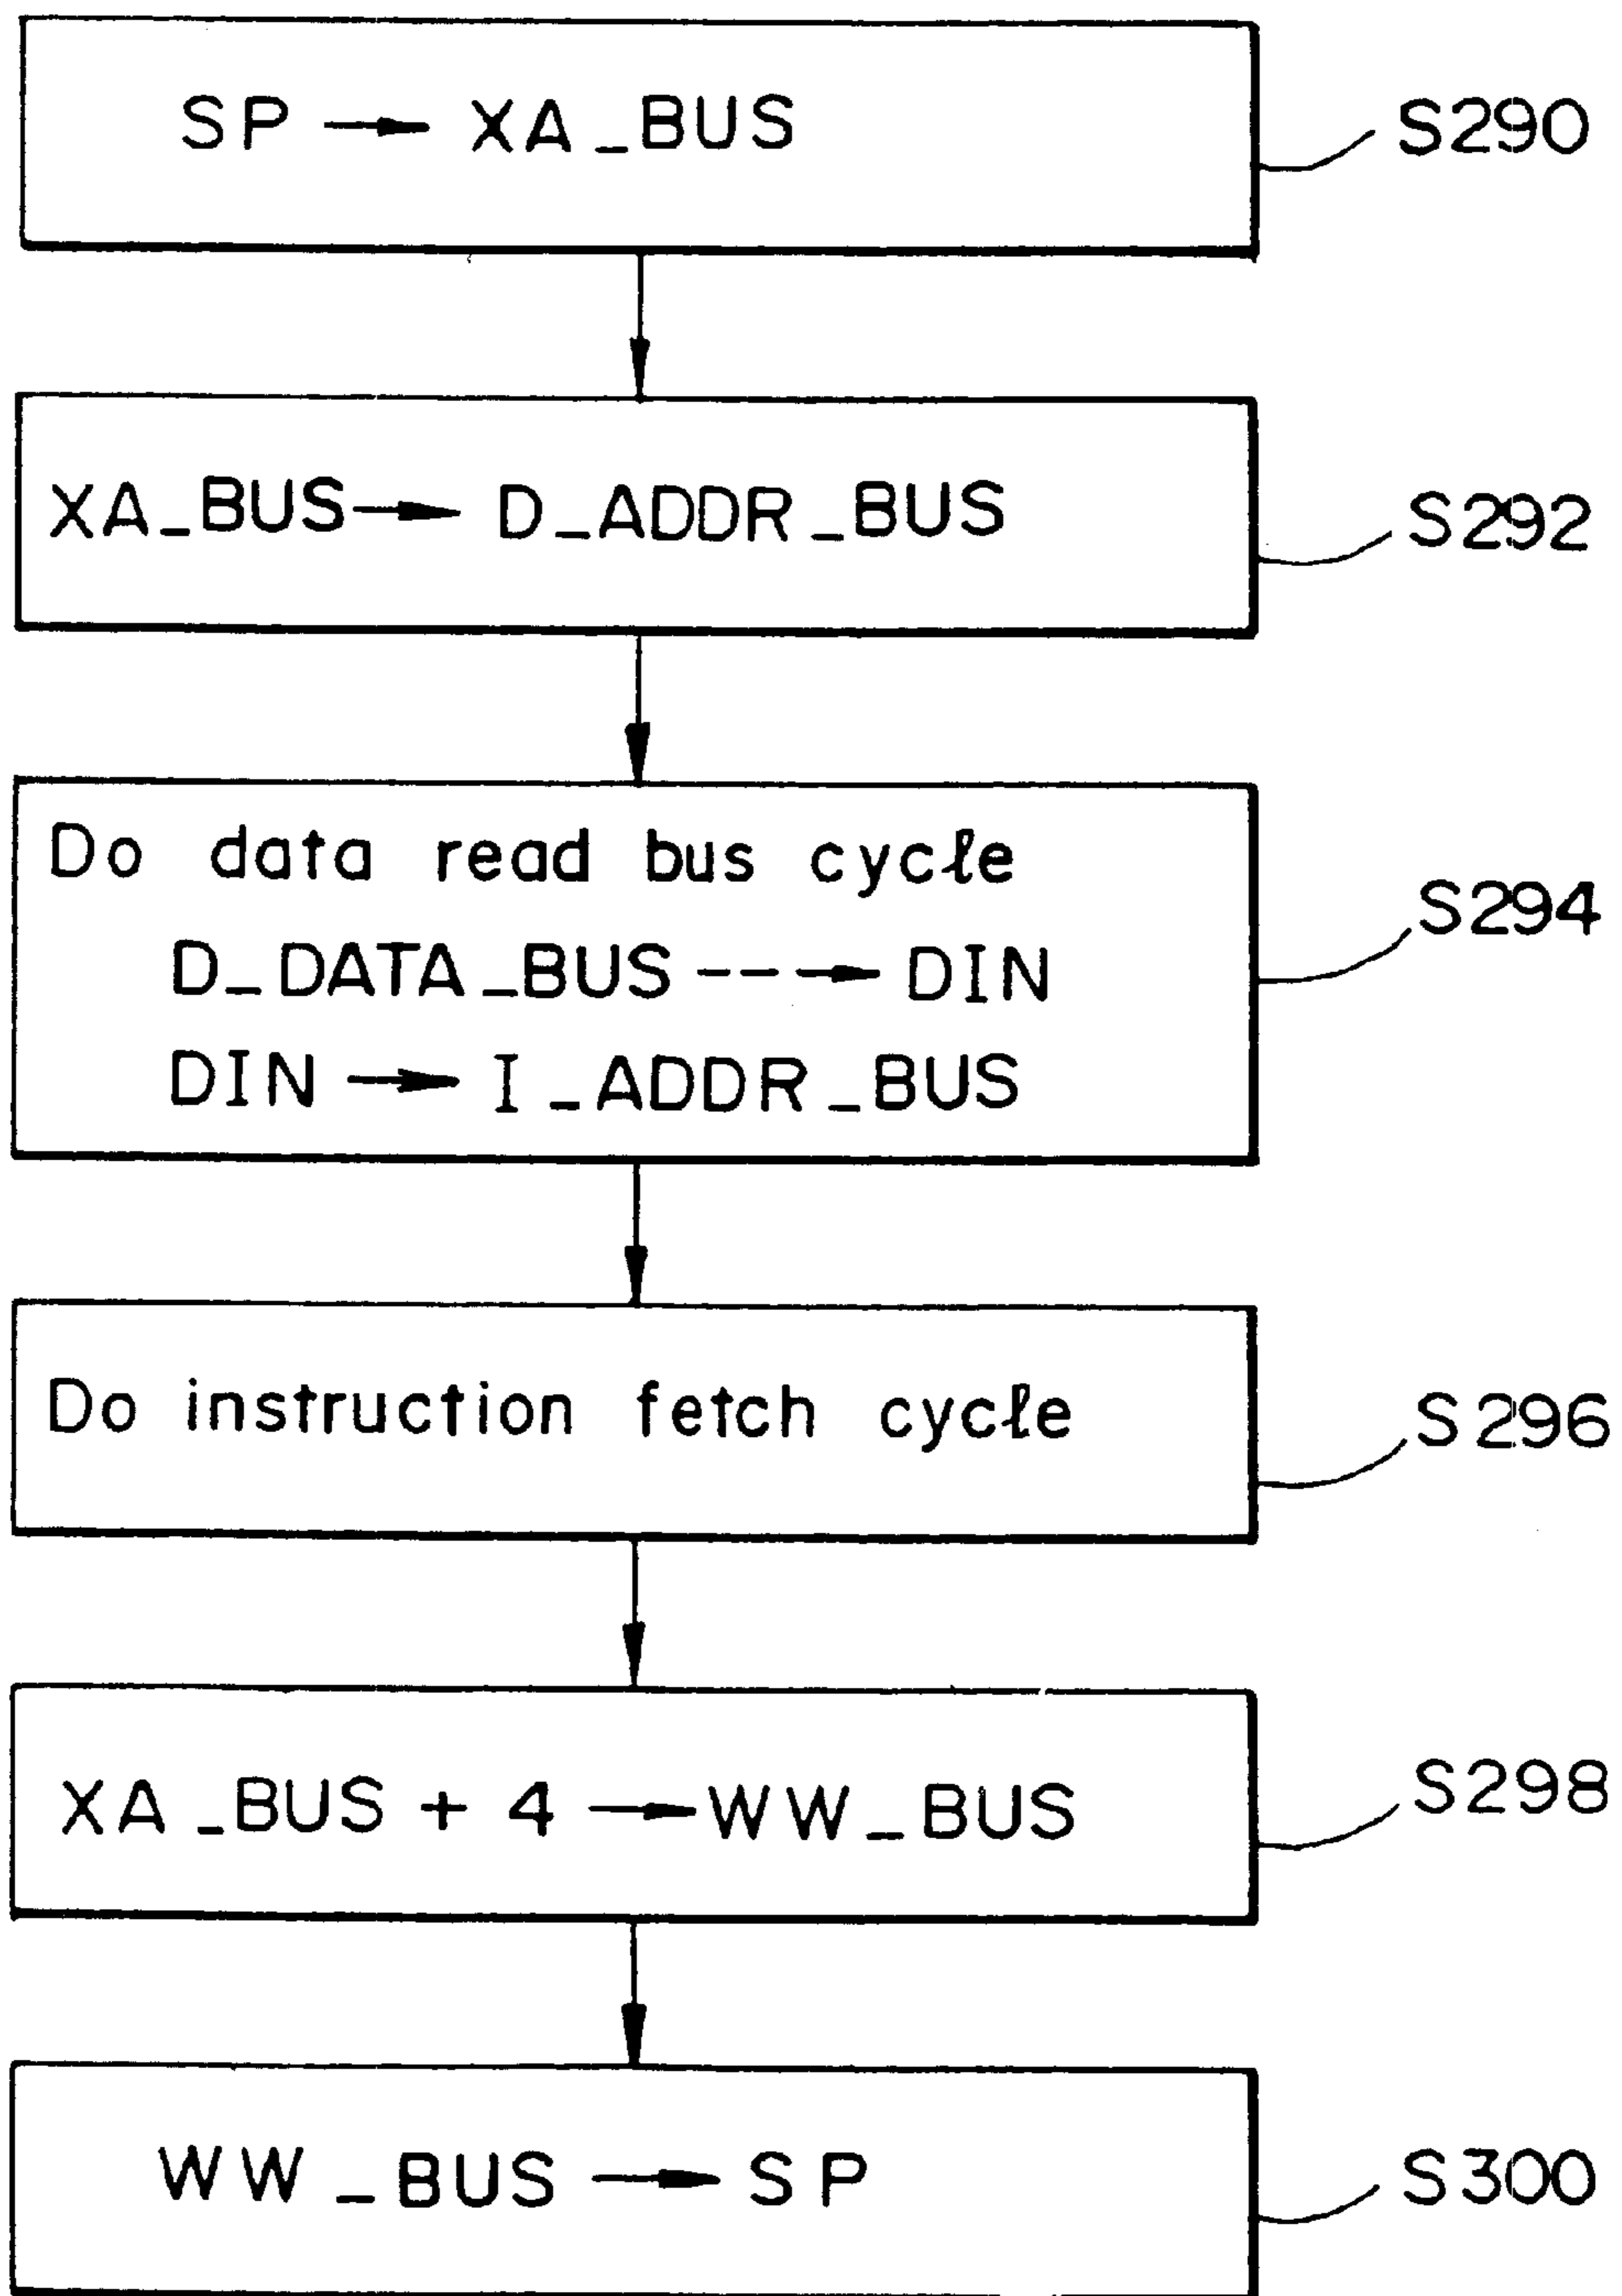 SP → XA_BUS
S290
XA_BUS → D_ADDR_BUS
S292
Do data read bus cycle
D_DATA_BUS ---→ DIN
DIN → I_ADDR_BUS
S294
Do instruction fetch cycle
S296
XA_BUS + 4 → WW_BUS
S298
WW_BUS → SP
S300